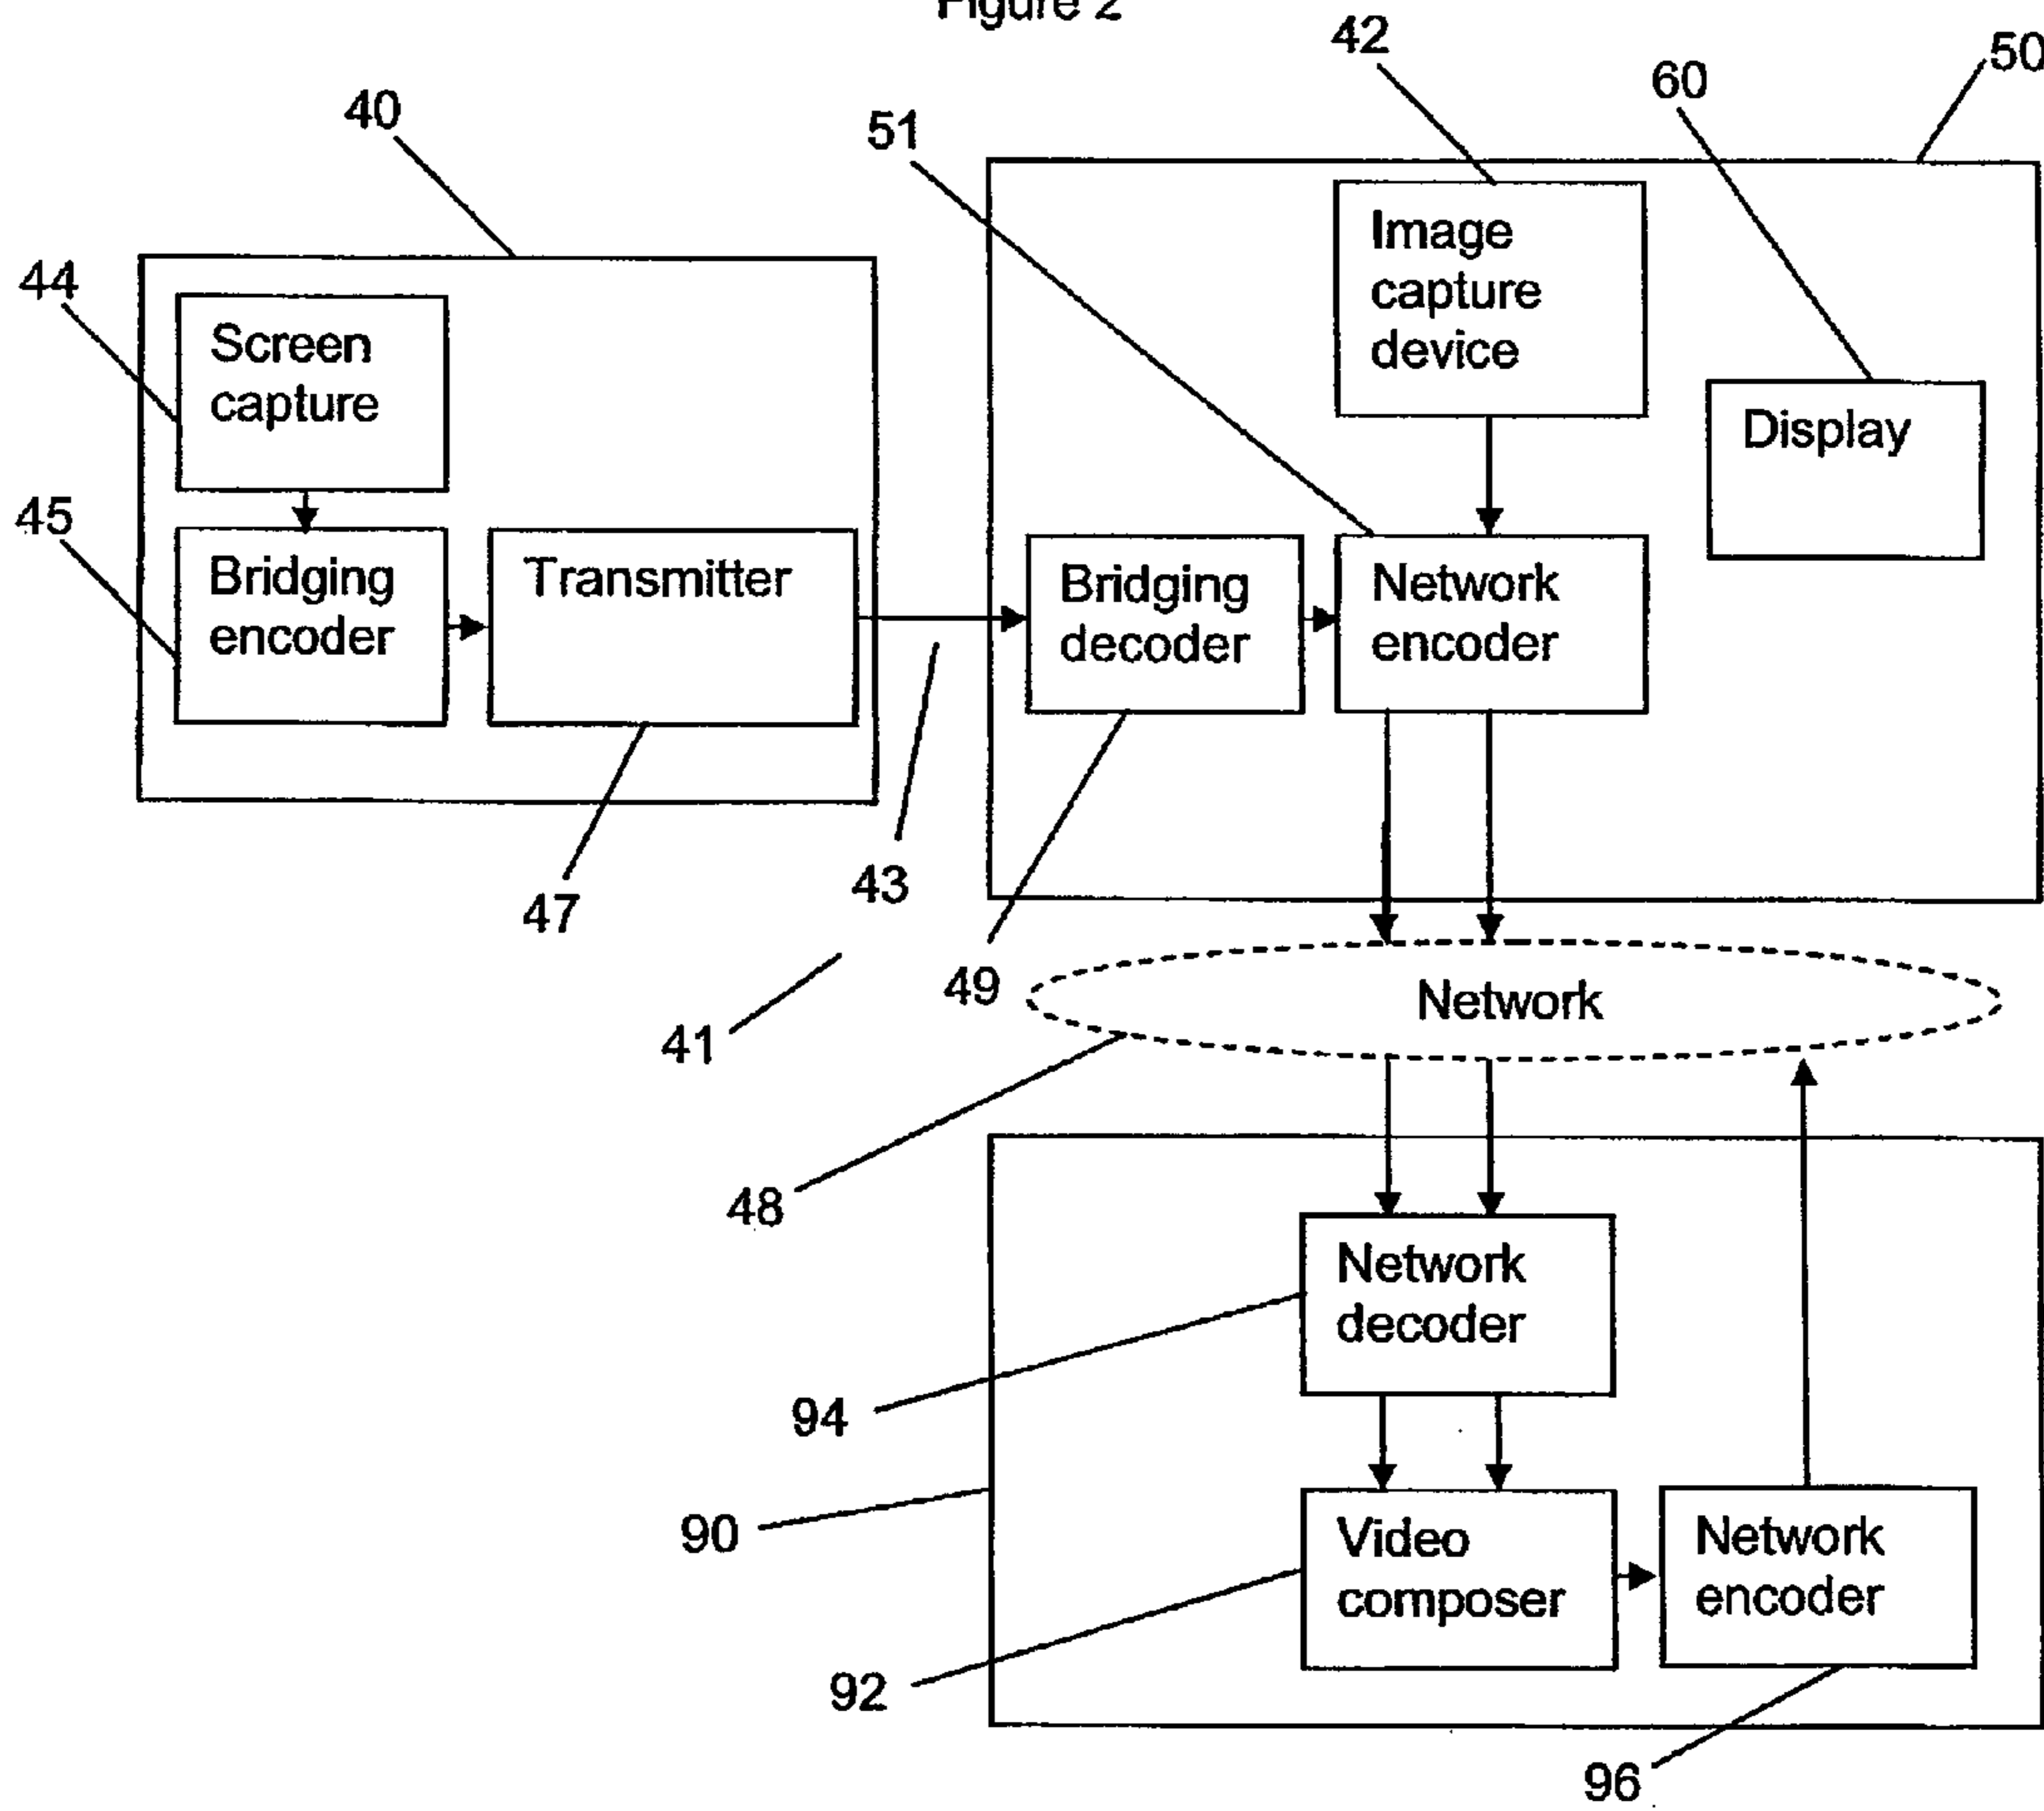 Figure 2
42
50
60
40
51
Image
capture
device
44
Screen
capture
Display
45
Bridging
encoder
Transmitter
Bridging
decoder
Network
encoder
43
47
49
Network
41
48
Network
decoder
94
90
Video
composer
Network
encoder
92
96